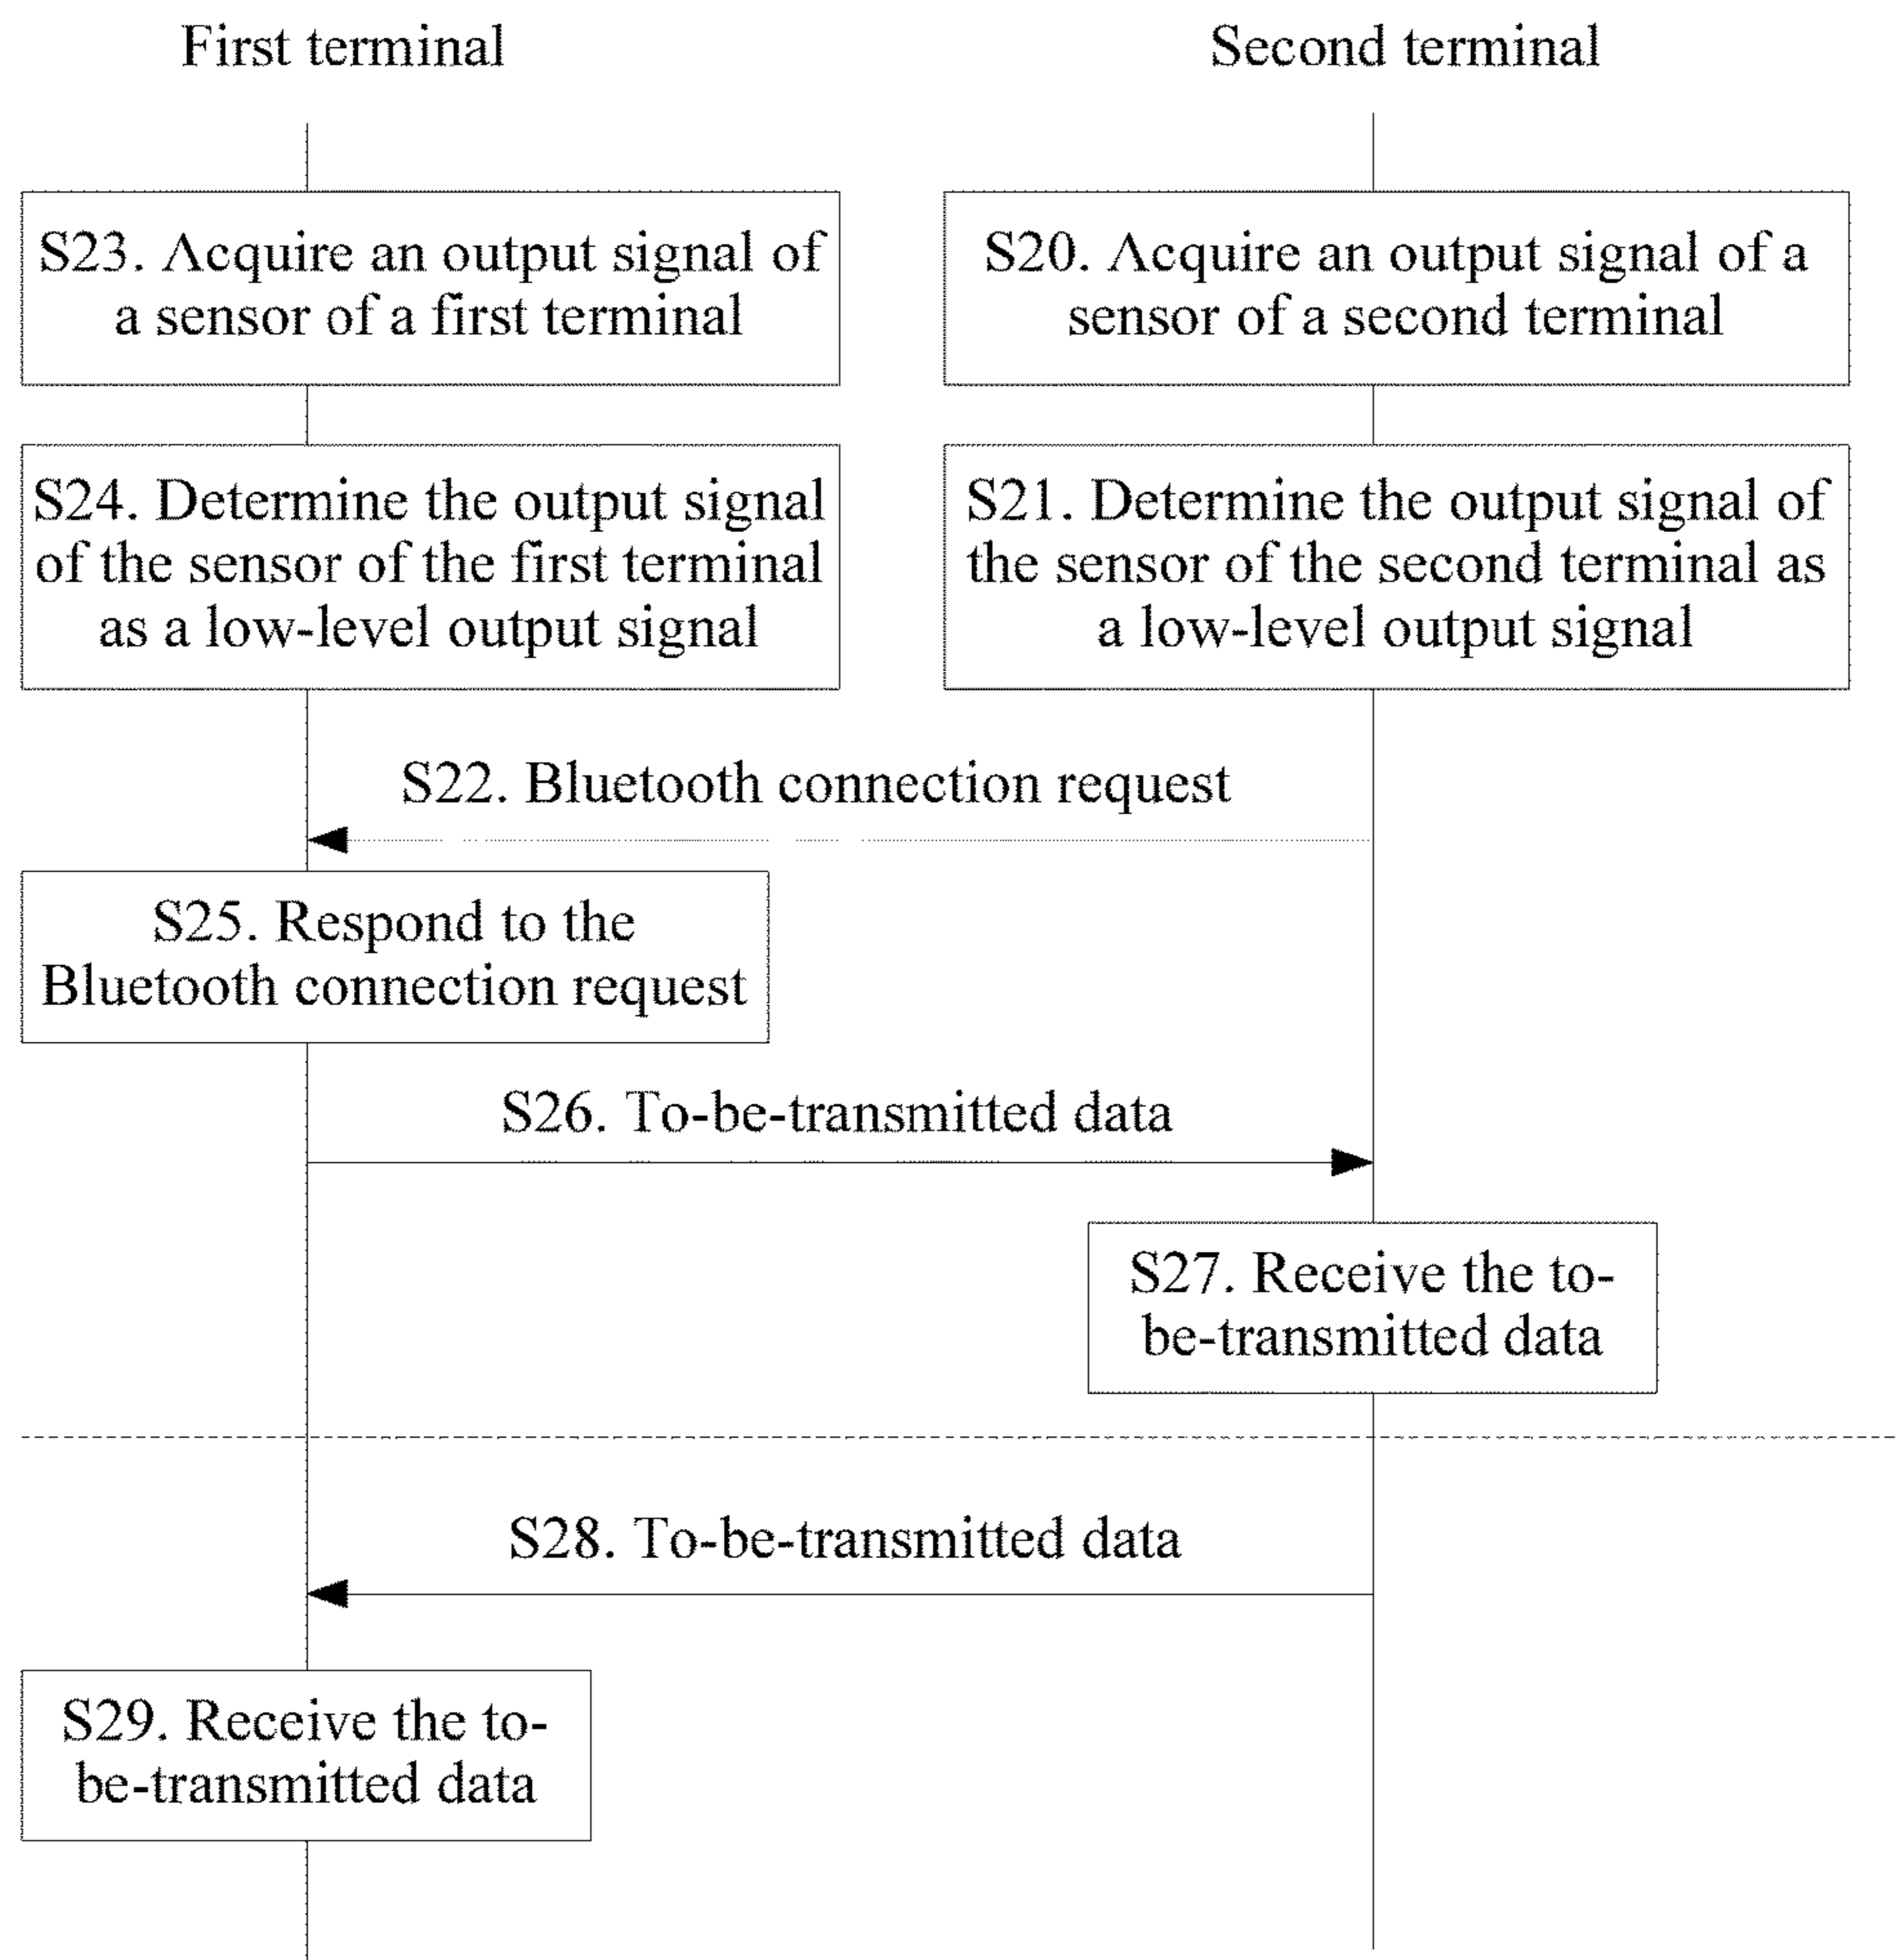 First terminal
Second terminal
S23. Acquire an output signal of
a sensor of a first terminal
S20. Acquire an output signal of a
sensor of a second terminal
S24. Determine the output signal
of the sensor of the first terminal
as a low-level output signal
S21. Determine the output signal of
the sensor of the second terminal as
a low-level output signal
S22. Bluetooth connection request
S25. Respond to the
Bluetooth connection request
S26. To-be-transmitted data
S27. Receive the to-
be-transmitted data
S28. To-be-transmitted data
S29. Receive the to-
be-transmitted data